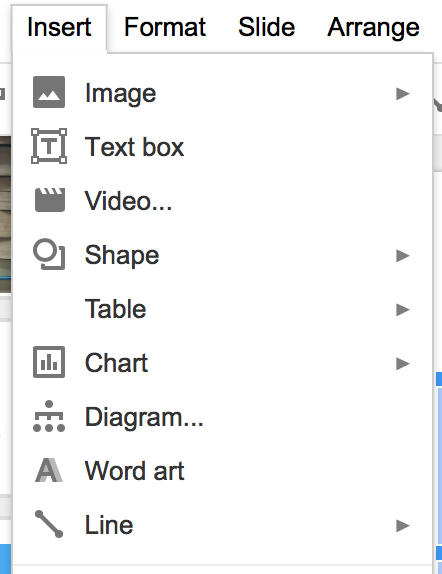 Insert Format Slide Arrange
Image
Text box
Video...
Shape
Table
Chart
Diagram...
Word art
Line